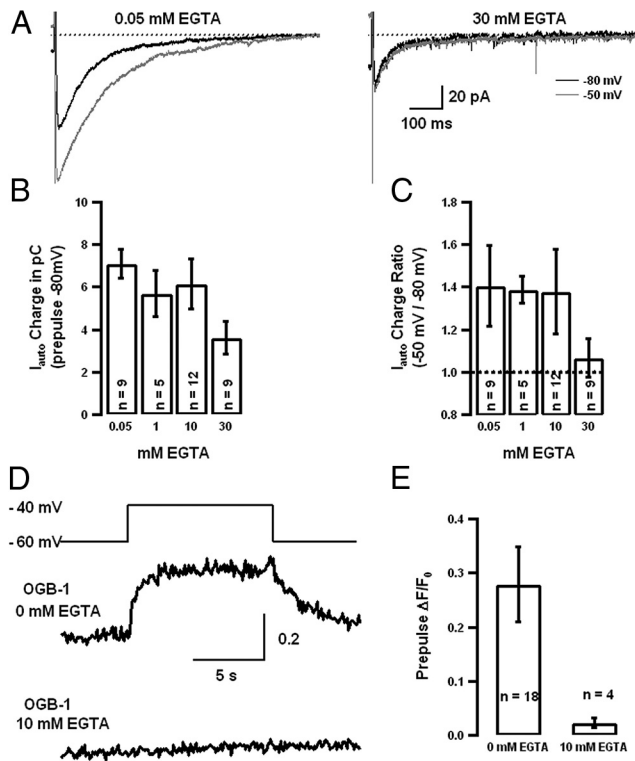 A
0.05 mM EGTA
30 mM EGTA
-80 mV
-50 mV
20 pA
100 ms
B
I auto Charge in pC
(prepulse -80mV)
10
8
6
4
2
0
n = 9
n = 5
n = 12
n = 9
0.05
1
10
30
mM EGTA
C
I auto Charge Ratio
(-50 mV / -80 mV)
1.8
1.6
1.4
1.2
1.0
0.8
n = 9
n = 5
n = 12
n = 9
0.05
1
10
30
mM EGTA
D
- 40 mV
- 60 mV
OGB-1
0 mM EGTA
0.2
5 s
OGB-1
10 mM EGTA
E
Prepulse ΔF/F0
0.4
0.3
0.2
0.1
0.0
n = 18
n = 4
0 mM EGTA
10 mM EGTA